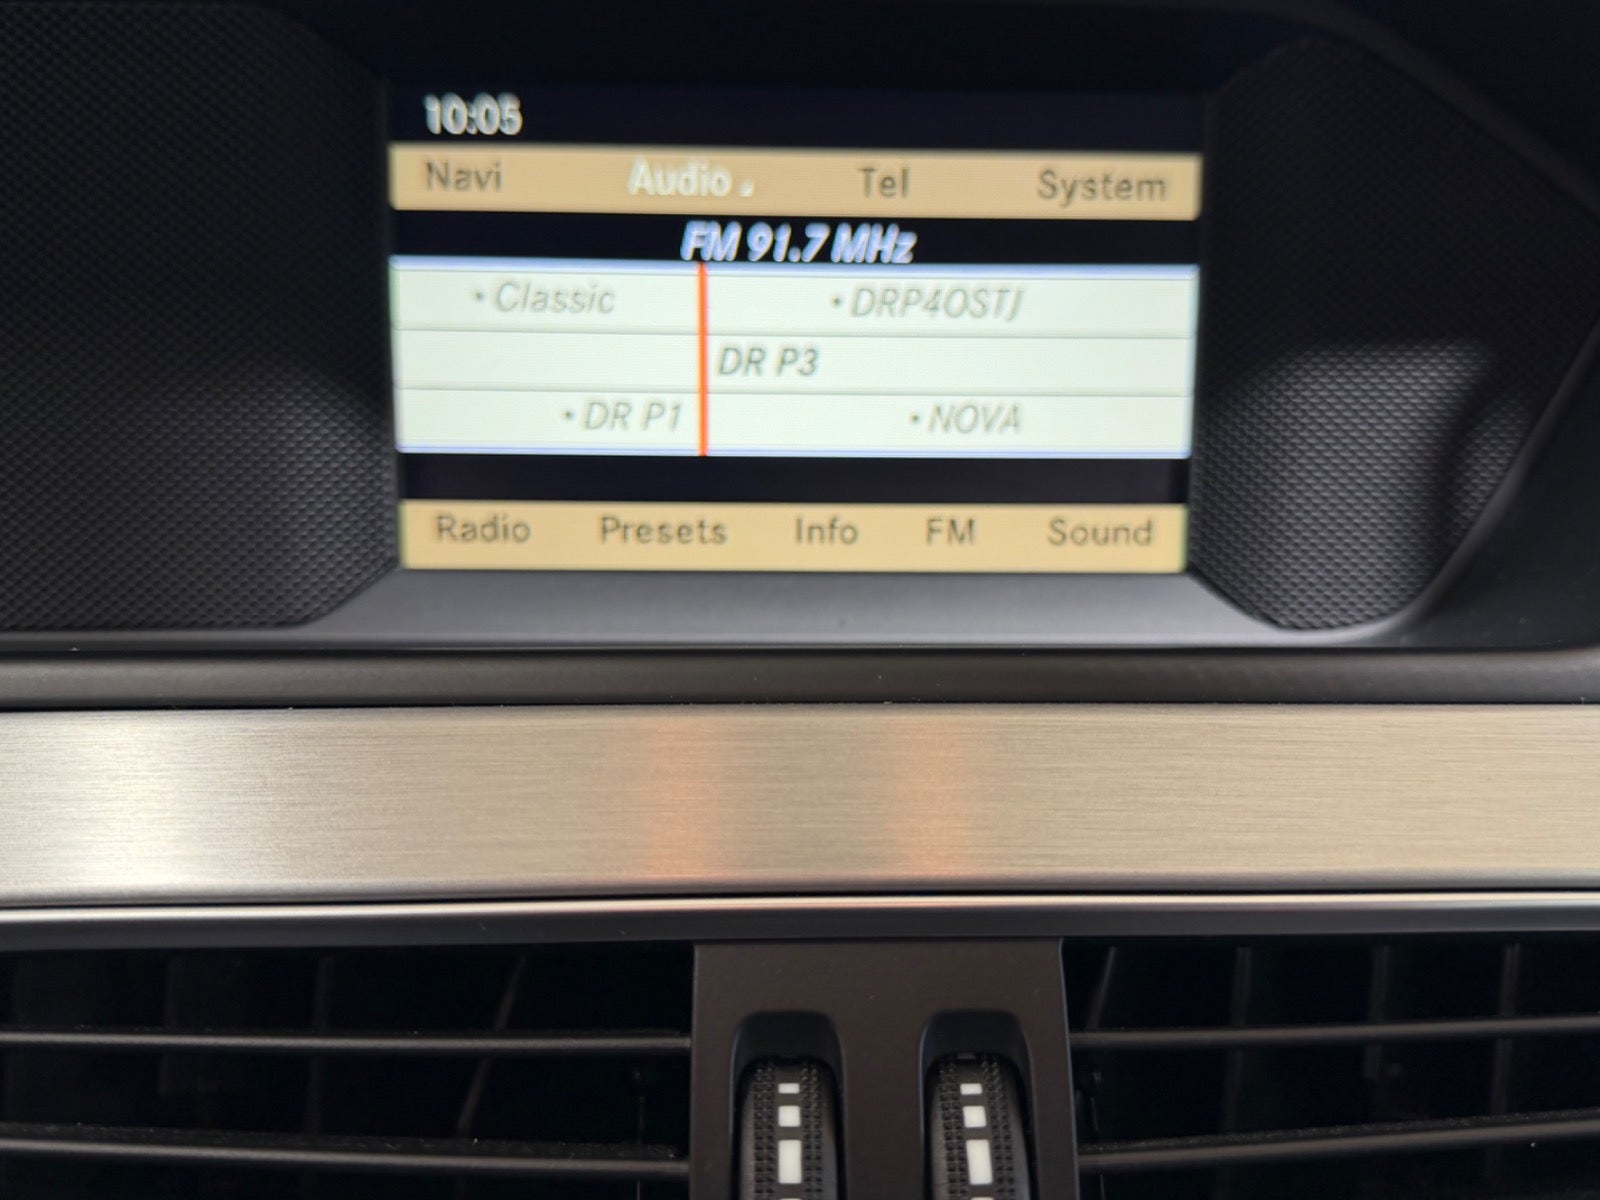 10:05
Navi Audio Tel System
FM 91.7 MHz
• Classic • DRP4OSTJ
DR P3
• DR P1 • NOVA
Radio Presets Info FM Sound